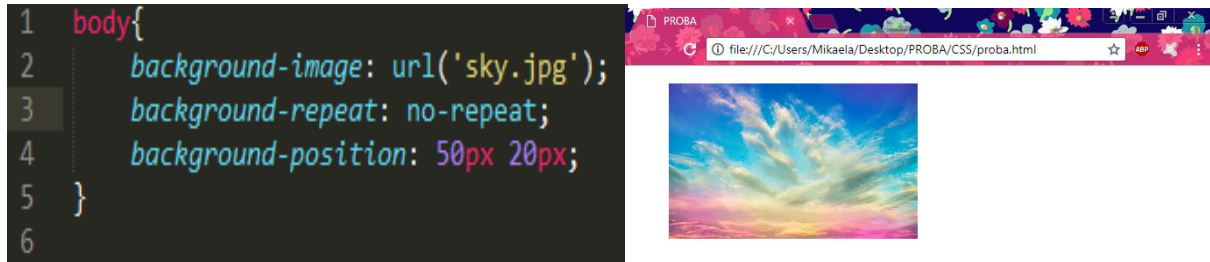 1 body{
2 background-image: url('sky.jpg');
3 background-repeat: no-repeat;
4 background-position: 50px 20px;
5 }
6
PROBA
file:///C:/Users/Mikaela/Desktop/PROBA/CSS/proba.html
ABP